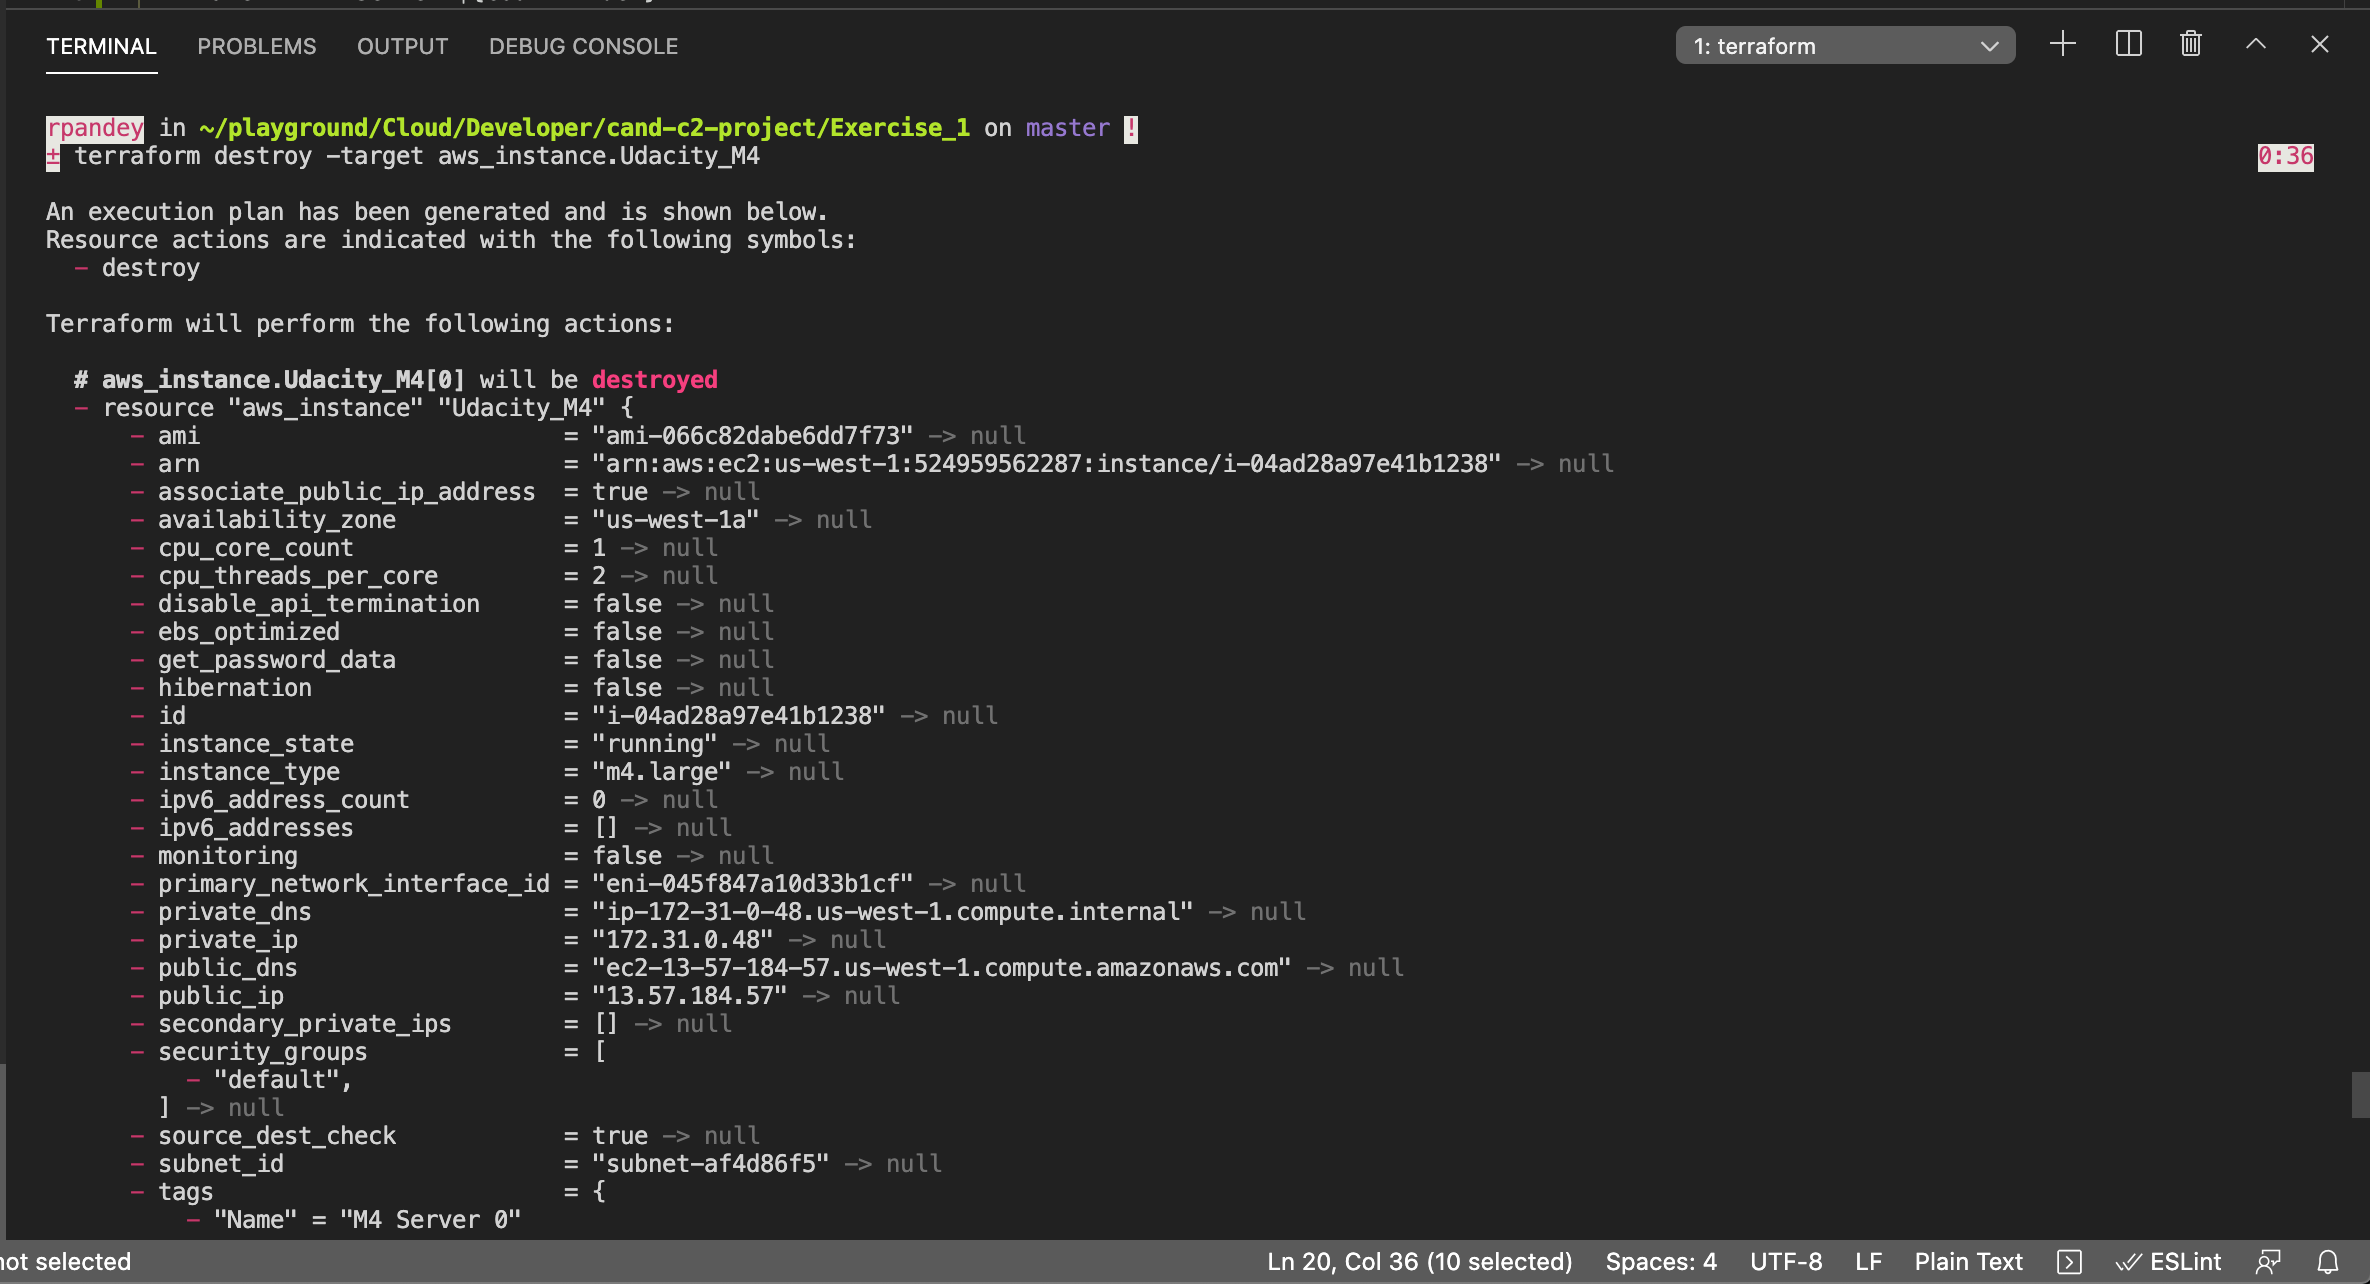 TERMINAL PROBLEMS OUTPUT DEBUG CONSOLE 1: terraform
rpandey in ~/playground/Cloud/Developer/cand-c2-project/Exercise_1 on master !
± terraform destroy -target aws_instance.Udacity_M4 0:36
An execution plan has been generated and is shown below.
Resource actions are indicated with the following symbols:
- destroy
Terraform will perform the following actions:
# aws_instance.Udacity_M4[0] will be destroyed
- resource "aws_instance" "Udacity_M4" {
- ami = "ami-066c82dabe6dd7f73" -> null
- arn = "arn:aws:ec2:us-west-1:524959562287:instance/i-04ad28a97e41b1238" -> null
- associate_public_ip_address = true -> null
- availability_zone = "us-west-1a" -> null
- cpu_core_count = 1 -> null
- cpu_threads_per_core = 2 -> null
- disable_api_termination = false -> null
- ebs_optimized = false -> null
- get_password_data = false -> null
- hibernation = false -> null
- id = "i-04ad28a97e41b1238" -> null
- instance_state = "running" -> null
- instance_type = "m4.large" -> null
- ipv6_address_count = 0 -> null
- ipv6_addresses = [] -> null
- monitoring = false -> null
- primary_network_interface_id = "eni-045f847a10d33b1cf" -> null
- private_dns = "ip-172-31-0-48.us-west-1.compute.internal" -> null
- private_ip = "172.31.0.48" -> null
- public_dns = "ec2-13-57-184-57.us-west-1.compute.amazonaws.com" -> null
- public_ip = "13.57.184.57" -> null
- secondary_private_ips = [] -> null
- security_groups = [
- "default",
] -> null
- source_dest_check = true -> null
- subnet_id = "subnet-af4d86f5" -> null
- tags = {
- "Name" = "M4 Server 0"
not selected Ln 20, Col 36 (10 selected) Spaces: 4 UTF-8 LF Plain Text ESLint